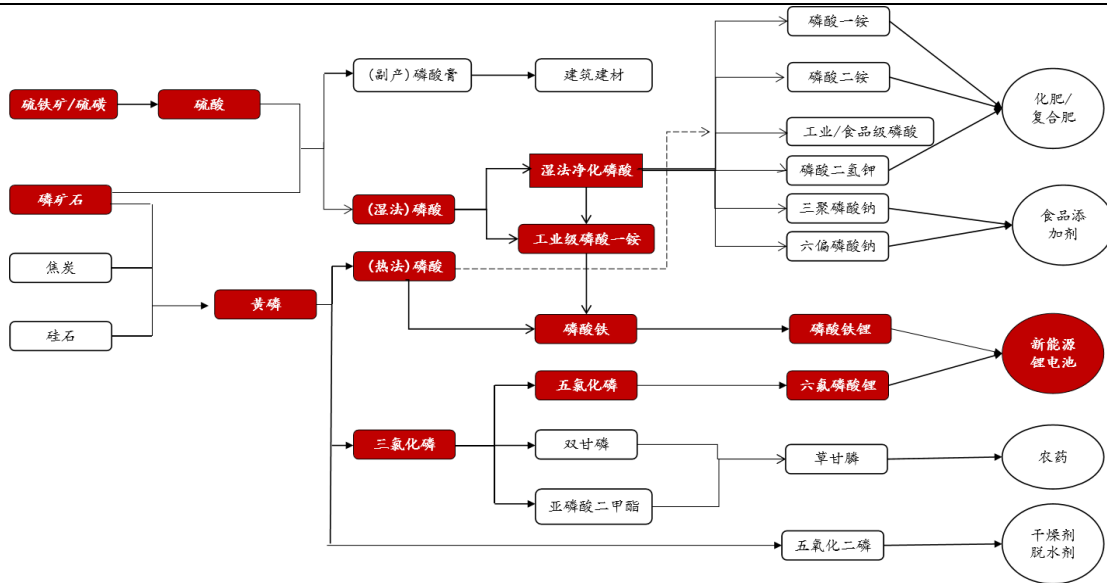 磷酸一铵
(副产) 磷酸膏
建筑建材
磷酸二铵
化肥/
复合肥
硫铁矿/硫磺
硫酸
工业/食品级磷酸
湿法净化磷酸
磷酸二氢钾
磷矿石
(湿法) 磷酸
三聚磷酸钠
食品添
加剂
工业级磷酸一铵
六偏磷酸钠
焦炭
(热法) 磷酸
黄磷
硅石
磷酸铁
磷酸铁锂
新能源
锂电池
五氯化磷
六氟磷酸锂
三氯化磷
双甘磷
草甘膦
农药
亚磷酸二甲酯
五氧化二磷
干燥剂
脱水剂